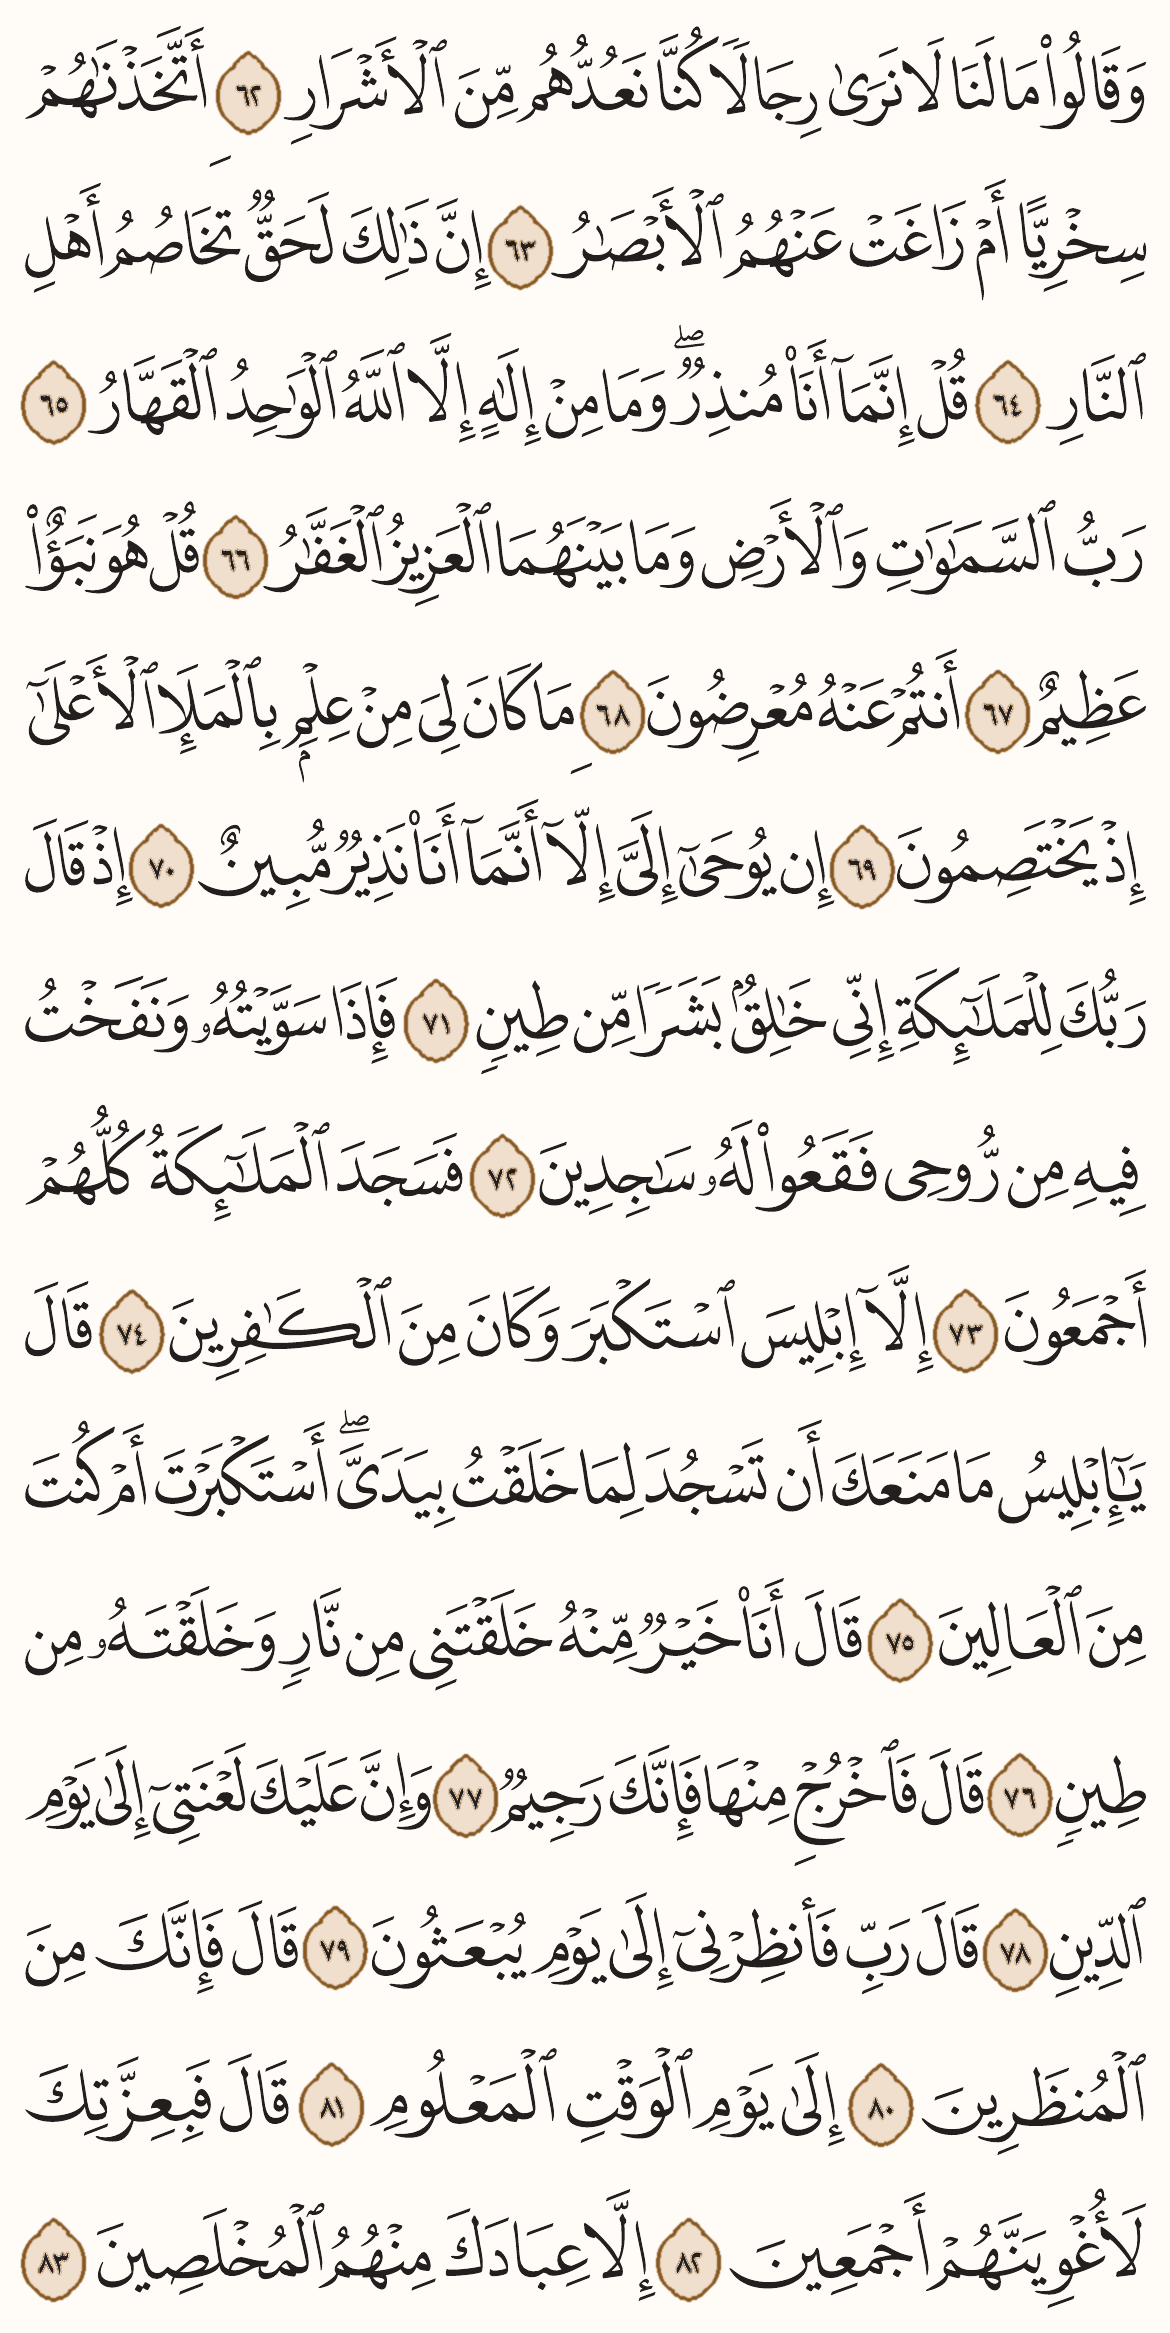 وَقَالُوا۟ مَا لَنَا لَا نَرَىٰ رِجَالًا كُنَّا نَعُدُّهُم مِّنَ ٱلْأَشْرَارِ ٦٢ أَتَّخَذْنَٰهُمْ
سِخْرِيًّا أَمْ زَاغَتْ عَنْهُمُ ٱلْأَبْصَٰرُ ٦٣ إِنَّ ذَٰلِكَ لَحَقٌّ تَخَاصُمُ أَهْلِ
ٱلنَّارِ ٦٤ قُلْ إِنَّمَآ أَنَا۠ مُنذِرٌ ۖ وَمَا مِنْ إِلَٰهٍ إِلَّا ٱللَّهُ ٱلْوَٰحِدُ ٱلْقَهَّارُ ٦٥
رَبُّ ٱلسَّمَٰوَٰتِ وَٱلْأَرْضِ وَمَا بَيْنَهُمَا ٱلْعَزِيزُ ٱلْغَفَّٰرُ ٦٦ قُلْ هُوَ نَبَؤٌا۟
عَظِيمٌ ٦٧ أَنتُمْ عَنْهُ مُعْرِضُونَ ٦٨ مَا كَانَ لِىَ مِنْ عِلْمٍۭ بِٱلْمَلَإِ ٱلْأَعْلَىٰٓ
إِذْ يَخْتَصِمُونَ ٦٩ إِن يُوحَىٰٓ إِلَىَّ إِلَّآ أَنَّمَآ أَنَا۠ نَذِيرٌ مُّبِينٌ ٧٠ إِذْ قَالَ
رَبُّكَ لِلْمَلَٰٓئِكَةِ إِنِّى خَٰلِقٌۢ بَشَرًا مِّن طِينٍ ٧١ فَإِذَا سَوَّيْتُهُۥ وَنَفَخْتُ
فِيهِ مِن رُّوحِى فَقَعُوا۟ لَهُۥ سَٰجِدِينَ ٧٢ فَسَجَدَ ٱلْمَلَٰٓئِكَةُ كُلُّهُمْ
أَجْمَعُونَ ٧٣ إِلَّآ إِبْلِيسَ ٱسْتَكْبَرَ وَكَانَ مِنَ ٱلْكَٰفِرِينَ ٧٤ قَالَ
يَٰٓإِبْلِيسُ مَا مَنَعَكَ أَن تَسْجُدَ لِمَا خَلَقْتُ بِيَدَىَّ ۖ أَسْتَكْبَرْتَ أَمْ كُنتَ
مِنَ ٱلْعَالِينَ ٧٥ قَالَ أَنَا۠ خَيْرٌ مِّنْهُ خَلَقْتَنِى مِن نَّارٍ وَخَلَقْتَهُۥ مِن
طِينٍ ٧٦ قَالَ فَٱخْرُجْ مِنْهَا فَإِنَّكَ رَجِيمٌ ٧٧ وَإِنَّ عَلَيْكَ لَعْنَتِىٓ إِلَىٰ يَوْمِ
ٱلدِّينِ ٧٨ قَالَ رَبِّ فَأَنظِرْنِىٓ إِلَىٰ يَوْمِ يُبْعَثُونَ ٧٩ قَالَ فَإِنَّكَ مِنَ
ٱلْمُنظَرِينَ ٨٠ إِلَىٰ يَوْمِ ٱلْوَقْتِ ٱلْمَعْلُومِ ٨١ قَالَ فَبِعِزَّتِكَ
لَأُغْوِيَنَّهُمْ أَجْمَعِينَ ٨٢ إِلَّا عِبَادَكَ مِنْهُمُ ٱلْمُخْلَصِينَ ٨٣